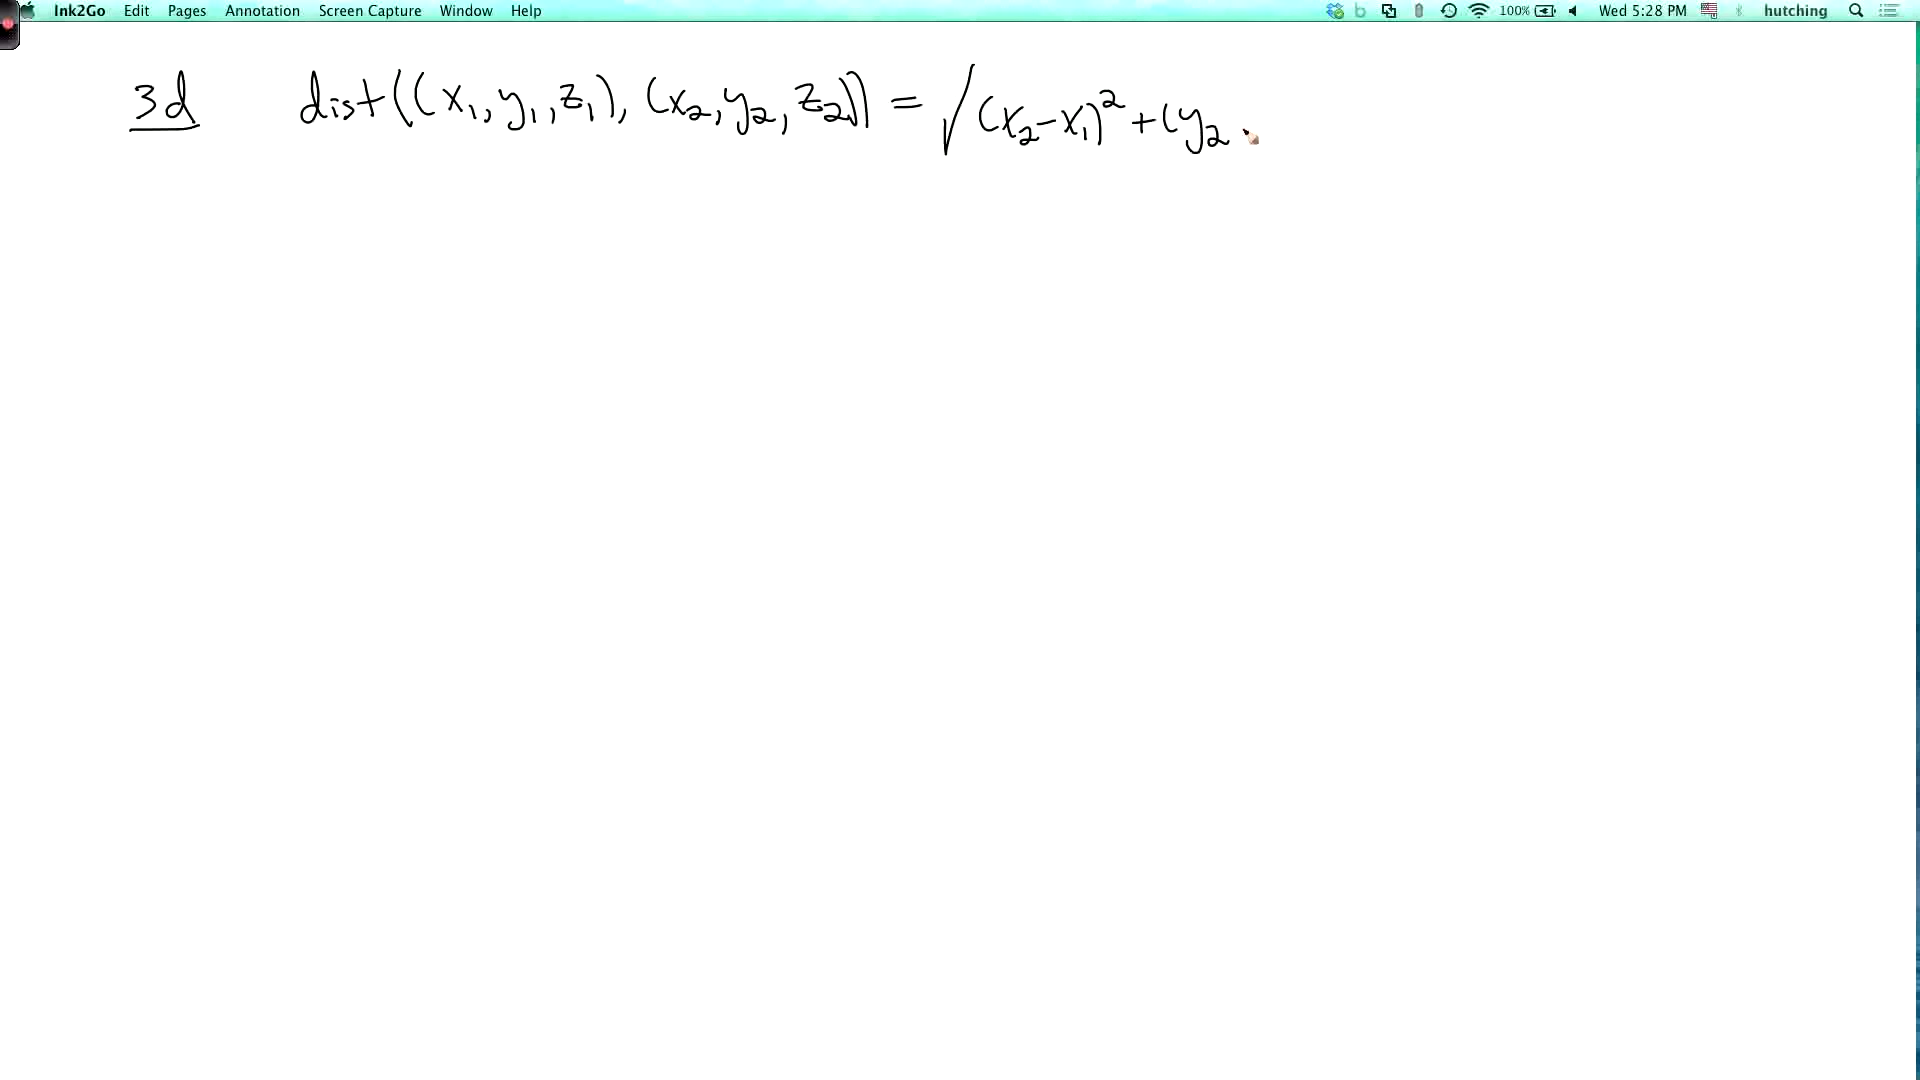 Ink2Go Edit Pages Annotation Screen Capture Window Help 100% Wed 5:28 PM hutching
3d dist((x₁,y₁,z₁),(x₂,y₂,z₂)) = √(x₂-x₁)²+(y₂